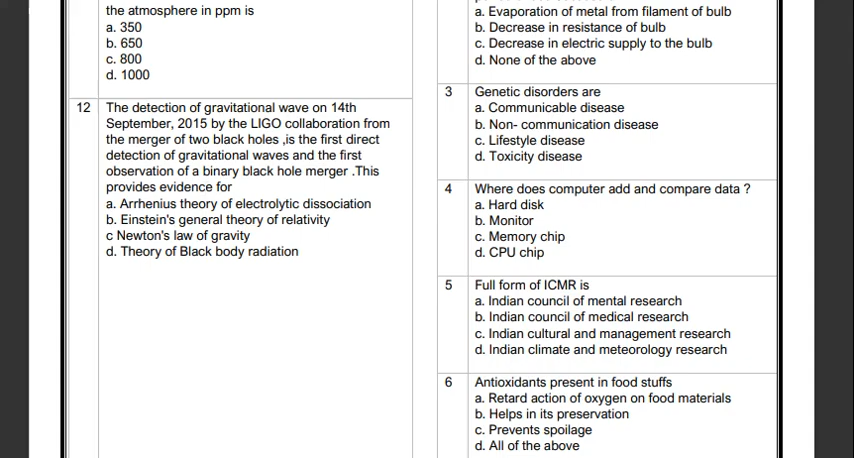 the atmosphere in ppm is
a. 350
b. 650
c. 800
d. 1000
12 The detection of gravitational wave on 14th
September, 2015 by the LIGO collaboration from
the merger of two black holes ,is the first direct
detection of gravitational waves and the first
observation of a binary black hole merger .This
provides evidence for
a. Arrhenius theory of electrolytic dissociation
b. Einstein's general theory of relativity
c Newton's law of gravity
d. Theory of Black body radiation
a. Evaporation of metal from filament of bulb
b. Decrease in resistance of bulb
c. Decrease in electric supply to the bulb
d. None of the above
3 Genetic disorders are
a. Communicable disease
b. Non- communication disease
c. Lifestyle disease
d. Toxicity disease
4 Where does computer add and compare data ?
a. Hard disk
b. Monitor
c. Memory chip
d. CPU chip
5 Full form of ICMR is
a. Indian council of mental research
b. Indian council of medical research
c. Indian cultural and management research
d. Indian climate and meteorology research
6 Antioxidants present in food stuffs
a. Retard action of oxygen on food materials
b. Helps in its preservation
c. Prevents spoilage
d. All of the above